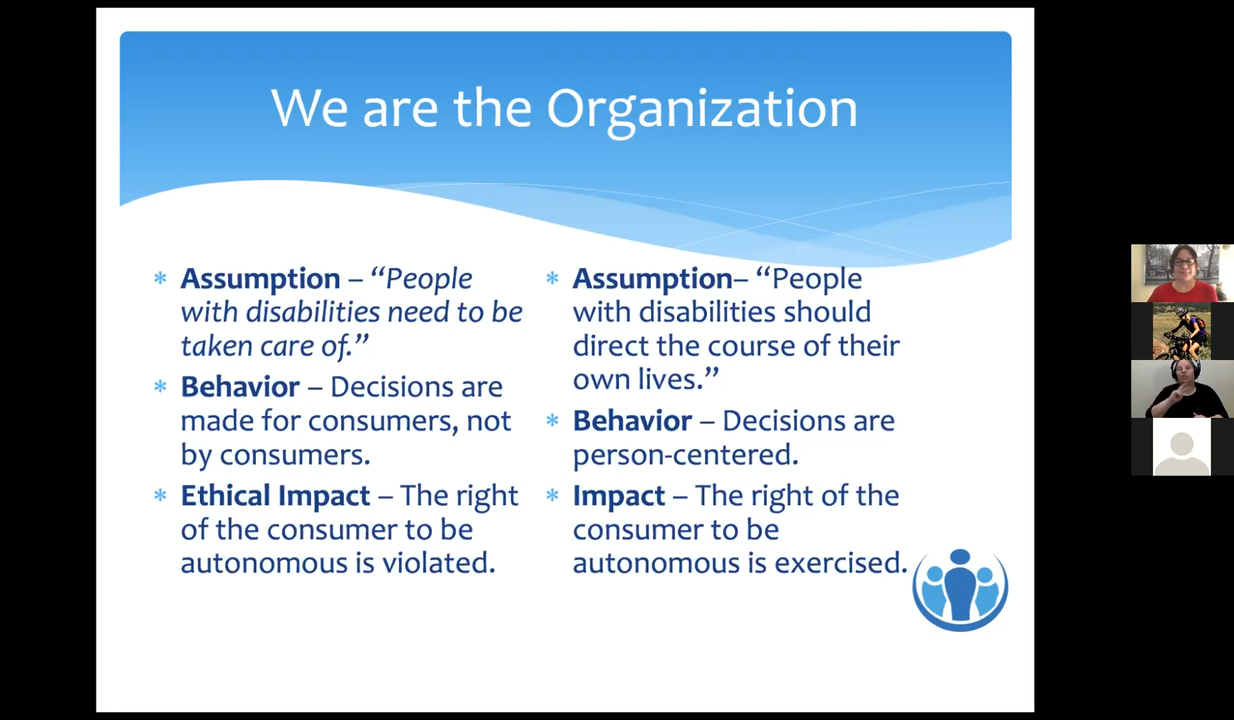 We are the Organization
* Assumption – “People
with disabilities need to be
taken care of.”
* Behavior – Decisions are
made for consumers, not
by consumers.
* Ethical Impact – The right
of the consumer to be
autonomous is violated.
* Assumption– “People
with disabilities should
direct the course of their
own lives.”
* Behavior – Decisions are
person-centered.
* Impact – The right of the
consumer to be
autonomous is exercised.